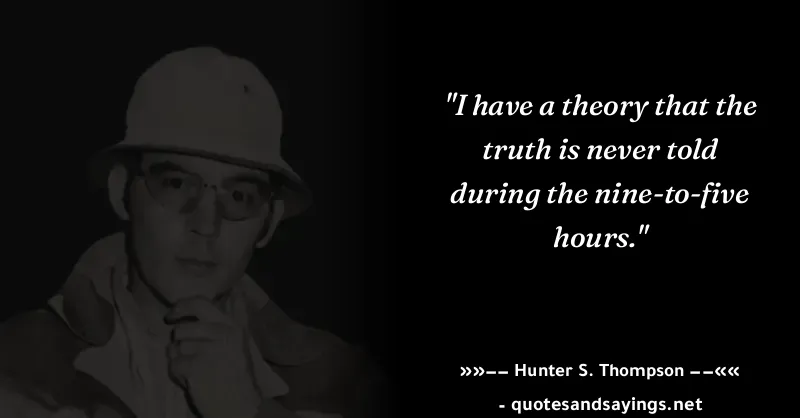 "I have a theory that the
truth is never told
during the nine-to-five
hours."
»»−− Hunter S. Thompson −−««
- quotesandsayings.net